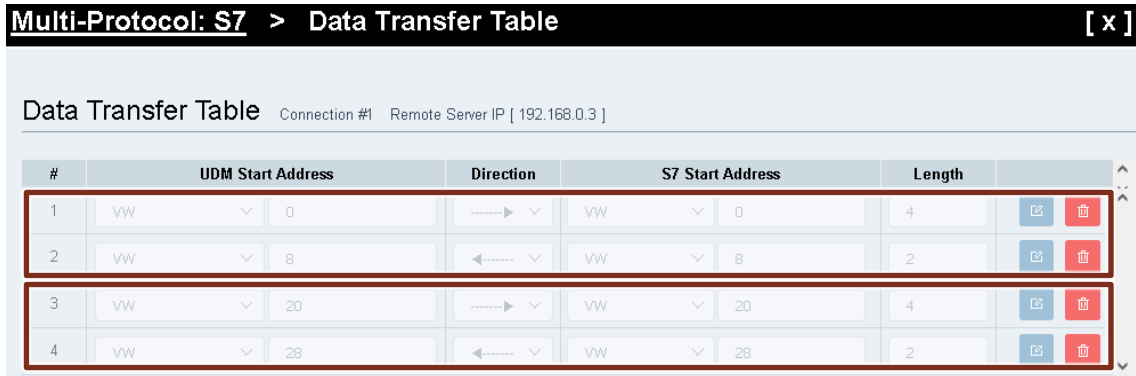 Multi-Protocol: S7 > Data Transfer Table [ x ]
Data Transfer Table Connection #1 Remote Server IP [ 192.168.0.3 ]
# UDM Start Address Direction S7 Start Address Length
1 VW 0 -------▶ VW 0 4
2 VW 8 ◀------- VW 8 2
3 VW 20 -------▶ VW 20 4
4 VW 28 ◀------- VW 28 2